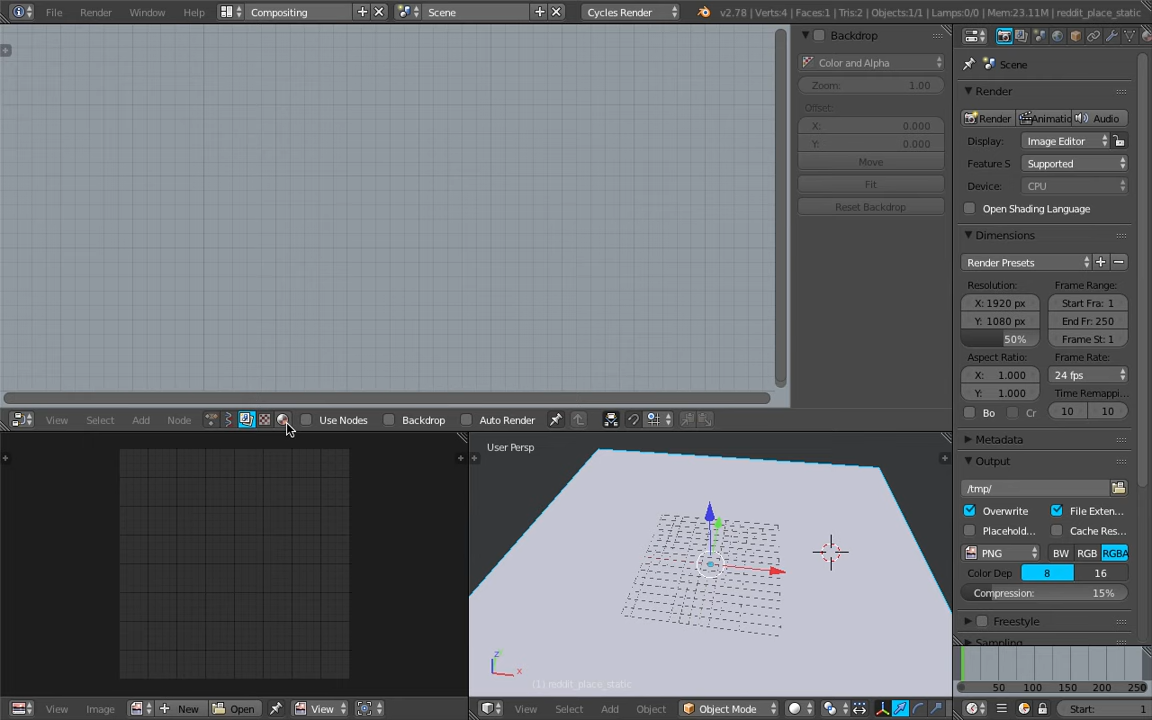 File Render Window Help Compositing Scene Cycles Render v2.78 | Verts:4 | Faces:1 | Tris:2 | Objects:1/1 | Lamps:0/0 | Mem:23.11M | reddit_place_static
Backdrop
Color and Alpha
Zoom: 1.00
Offset:
X: 0.000
Y: 0.000
Move
Fit
Reset Backdrop
Scene
Render
Render Animatic Audio
Display: Image Editor
Feature S Supported
Device: CPU
Open Shading Language
Dimensions
Render Presets
Resolution: Frame Range:
X: 1920 px Start Fra: 1
Y: 1080 px End Fr: 250
50% Frame St: 1
Aspect Ratio: Frame Rate:
X: 1.000 24 fps
Y: 1.000 Time Remappi...
Bo Cr 10 10
Metadata
Output
/tmp/
Overwrite File Exten...
Placehold... Cache Res...
PNG BW RGB RGBA
Color Dep 8 16
Compression: 15%
Freestyle
Sampling
View Select Add Node Use Nodes Backdrop Auto Render
User Persp
z
x
(1) reddit_place_static
50 100 150 200 250
View Image New Open View
View Select Add Object Object Mode
Start: 1